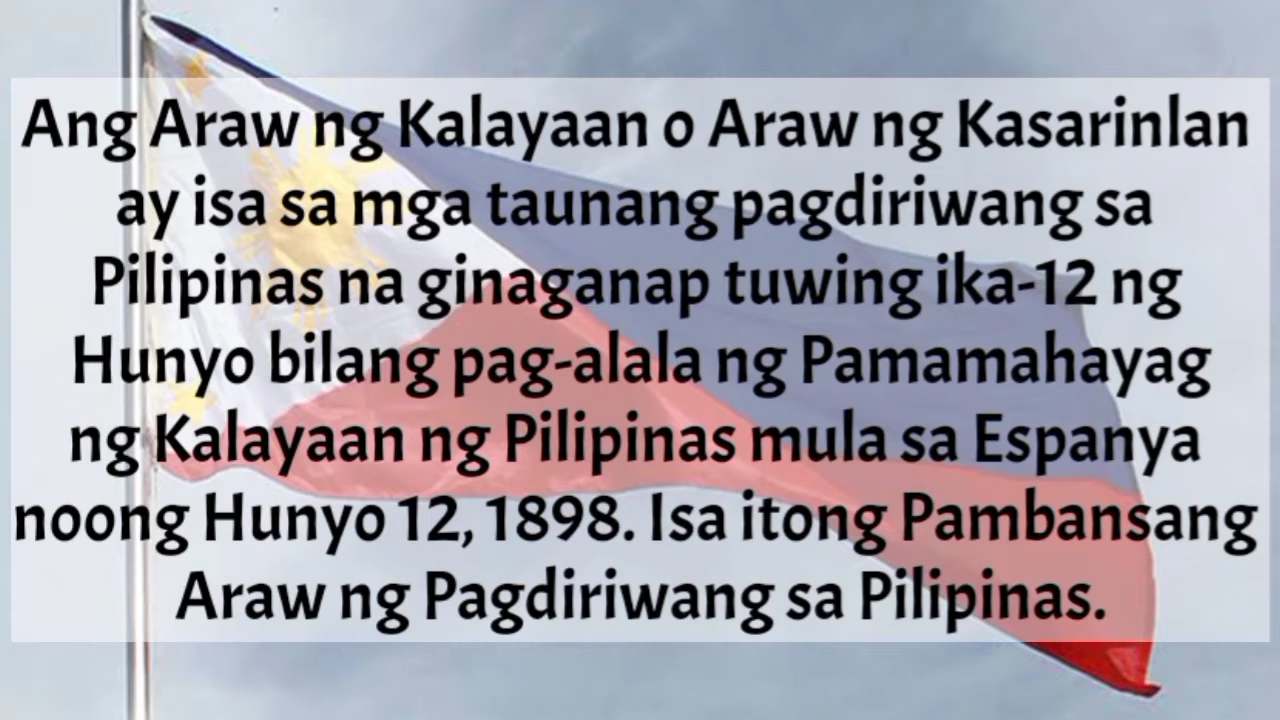 Ang Araw ng Kalayaan o Araw ng Kasarinlan
ay isa sa mga taunang pagdiriwang sa
Pilipinas na ginaganap tuwing ika-12 ng
Hunyo bilang pag-alala ng Pamamahayag
ng Kalayaan ng Pilipinas mula sa Espanya
noong Hunyo 12, 1898. Isa itong Pambansang
Araw ng Pagdiriwang sa Pilipinas.